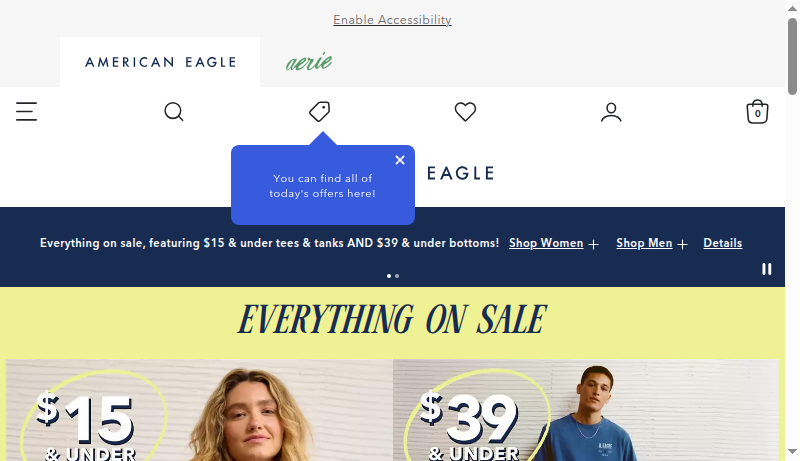 Enable Accessibility
AMERICAN EAGLE
aerie
0
You can find all of
today's offers here!
EAGLE
Everything on sale, featuring $15 & under tees & tanks AND $39 & under bottoms! Shop Women + Shop Men + Details
EVERYTHING ON SALE
$15
& UNDER
$39
& UNDER